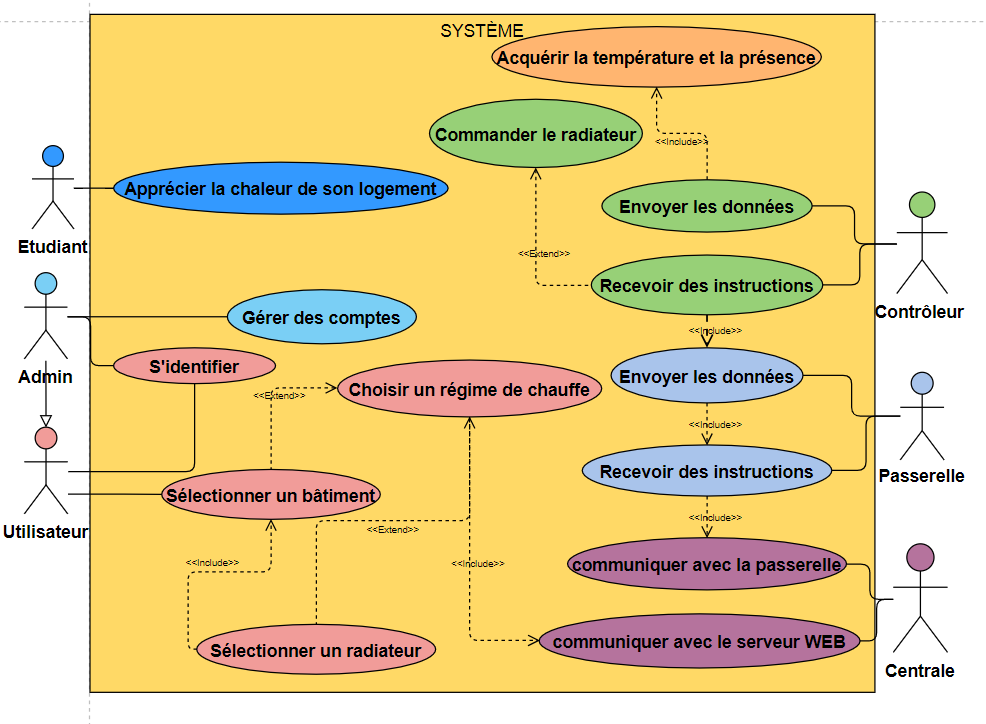 SYSTÈME
Acquérir la température et la présence
Commander le radiateur
<<Include>>
Apprécier la chaleur de son logement
Envoyer les données
Etudiant
<<Extend>>
Recevoir des instructions
Contrôleur
Gérer des comptes
<<Include>>
S'identifier
Admin
Envoyer les données
Choisir un régime de chauffe
<<Extend>>
<<Include>>
Recevoir des instructions
Passerelle
Sélectionner un bâtiment
Utilisateur
<<Include>>
<<Extend>>
<<Include>>
<<Include>>
communiquer avec la passerelle
Sélectionner un radiateur
communiquer avec le serveur WEB
Centrale